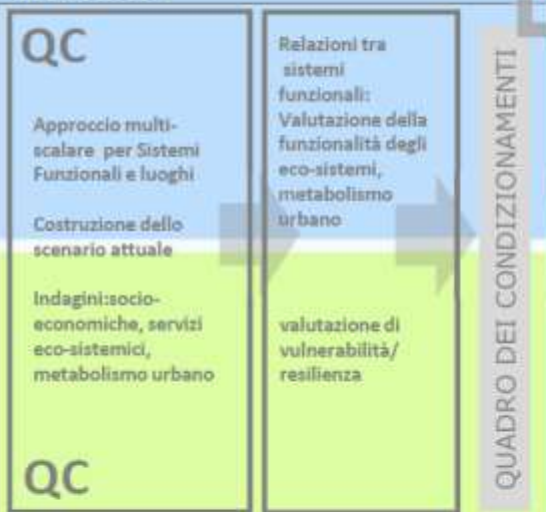 QC
Approccio multi-
scalare per Sistemi
Funzionali e luoghi
Costruzione dello
scenario attuale
Indagini:socio-
economiche, servizi
eco-sistemici,
metabolismo urbano
QC
Relazioni tra
sistemi
funzionali:
Valutazione della
funzionalità degli
eco-sistemi,
metabolismo
urbano
valutazione di
vulnerabilità/
resilienza
QUADRO DEI CONDIZIONAMENTI